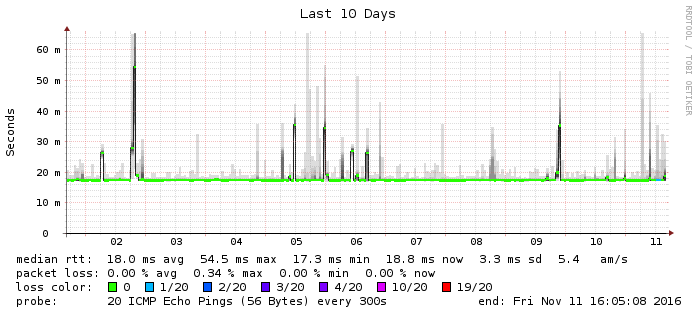 Last 10 Days
RRDTOOL / TOBI OETIKER
Seconds
60 m
50 m
40 m
30 m
20 m
10 m
0
02 03 04 05 06 07 08 09 10 11
median rtt: 18.0 ms avg 54.5 ms max 17.3 ms min 18.8 ms now 3.3 ms sd 5.4 am/s
packet loss: 0.00 % avg 0.34 % max 0.00 % min 0.00 % now
loss color: 0 1/20 2/20 3/20 4/20 10/20 19/20
probe: 20 ICMP Echo Pings (56 Bytes) every 300s end: Fri Nov 11 16:05:08 2016